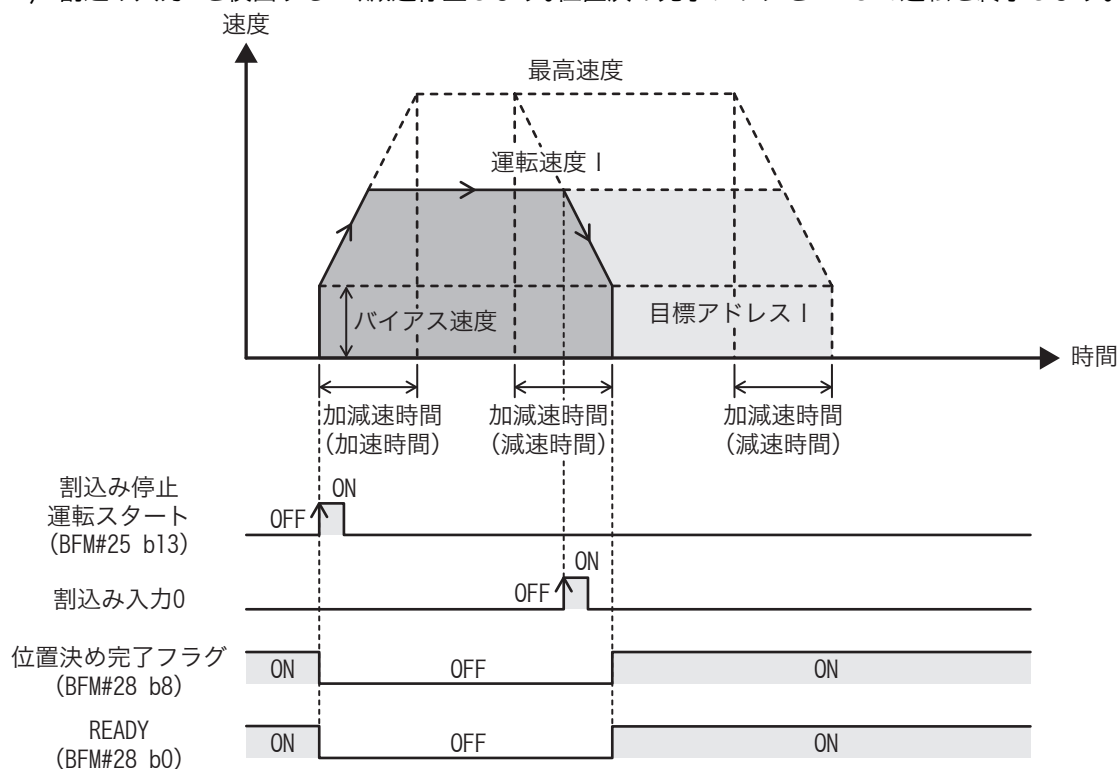 速度
最高速度
運転速度Ⅰ
バイアス速度
目標アドレスⅠ
時間
加減速時間
(加速時間)
加減速時間
(減速時間)
加減速時間
(減速時間)
割込み停止
運転スタート
(BFM#25 b13)
OFF
ON
割込み入力0
OFF
ON
位置決め完了フラグ
(BFM#28 b8)
ON
OFF
ON
READY
(BFM#28 b0)
ON
OFF
ON